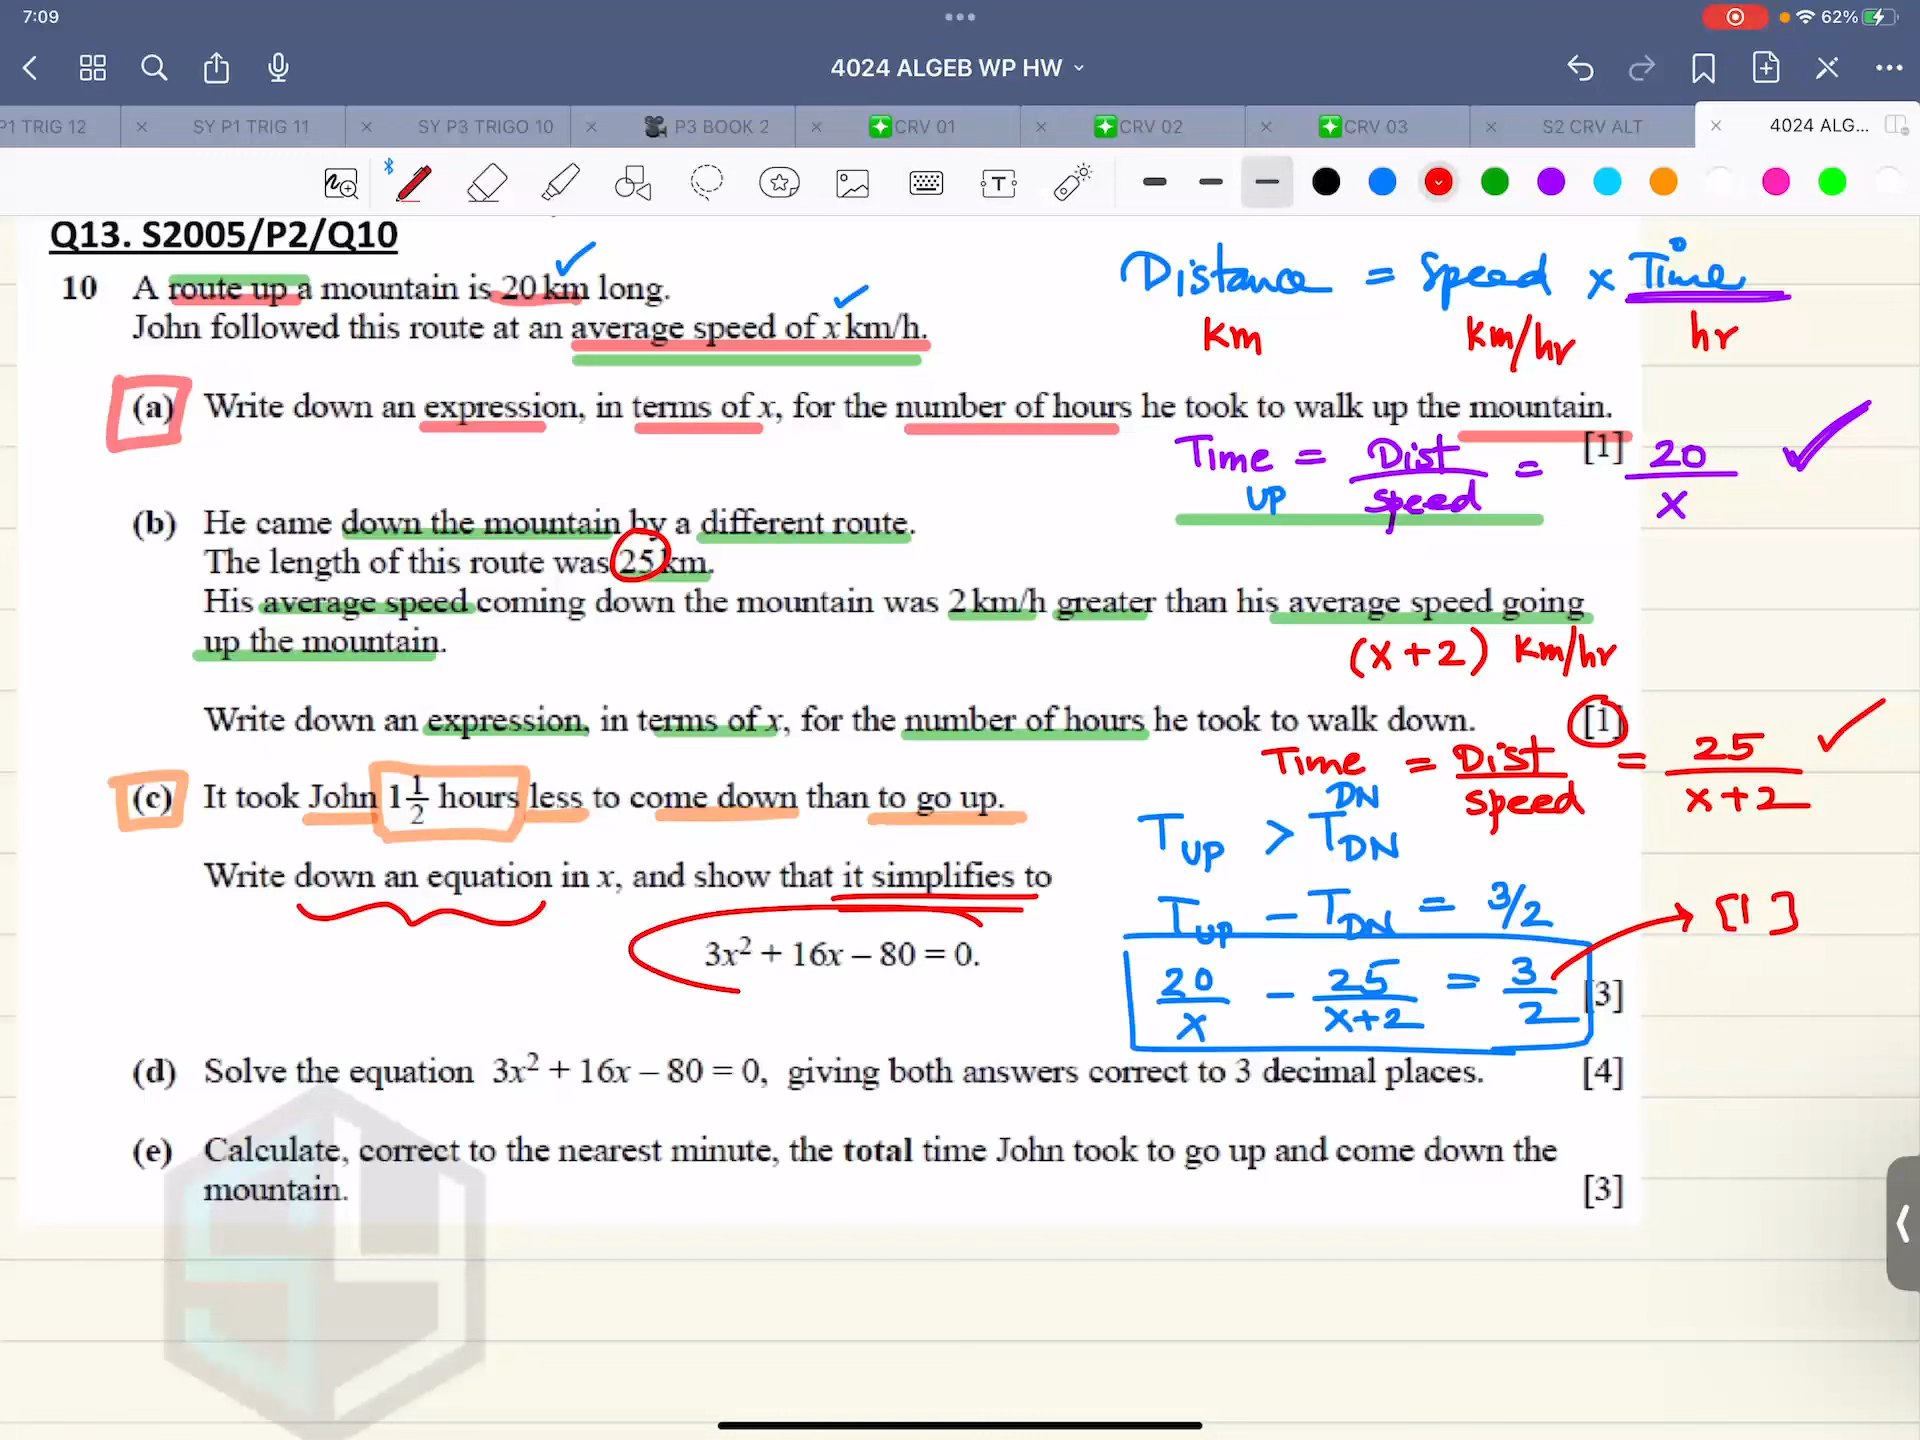 7:09
62%
4024 ALGEB WP HW
P1 TRIG 12
SY P1 TRIG 11
SY P3 TRIGO 10
P3 BOOK 2
CRV 01
CRV 02
CRV 03
S2 CRV ALT
4024 ALG...
Q13. S2005/P2/Q10
10 A route up a mountain is 20 km long.
John followed this route at an average speed of x km/h.
Distance = Speed x Time
km km/hr hr
(a) Write down an expression, in terms of x, for the number of hours he took to walk up the mountain.
[1]
Time up = Dist/speed = 20/x
(b) He came down the mountain by a different route.
The length of this route was 25 km.
His average speed coming down the mountain was 2 km/h greater than his average speed going
up the mountain.
(x+2) km/hr
Write down an expression, in terms of x, for the number of hours he took to walk down. [1]
Time DN = Dist/speed = 25/x+2
(c) It took John 1 1/2 hours less to come down than to go up.
T UP > T DN
Write down an equation in x, and show that it simplifies to
T UP – T DN = 3/2
[1]
3x² + 16x – 80 = 0.
20/x – 25/x+2 = 3/2
[3]
(d) Solve the equation 3x² + 16x – 80 = 0, giving both answers correct to 3 decimal places. [4]
(e) Calculate, correct to the nearest minute, the total time John took to go up and come down the
mountain. [3]